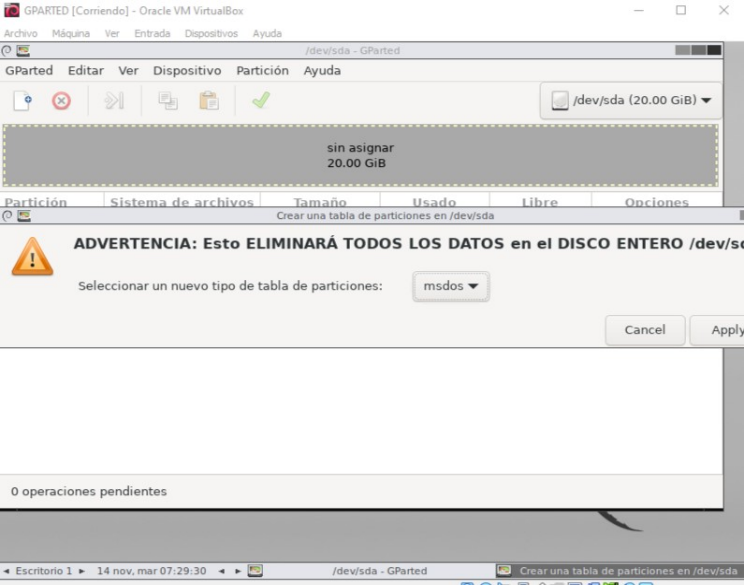 GPARTED [Corriendo] - Oracle VM VirtualBox
Archivo Máquina Ver Entrada Dispositivos Ayuda
/dev/sda - GParted
GParted Editar Ver Dispositivo Partición Ayuda
/dev/sda (20.00 GiB)
sin asignar
20.00 GiB
Partición Sistema de archivos Tamaño Usado Libre Opciones
Crear una tabla de particiones en /dev/sda
ADVERTENCIA: Esto ELIMINARÁ TODOS LOS DATOS en el DISCO ENTERO /dev/sd
Seleccionar un nuevo tipo de tabla de particiones: msdos
Cancel Apply
0 operaciones pendientes
Escritorio 1 14 nov, mar 07:29:30 /dev/sda - GParted Crear una tabla de particiones en /dev/sda